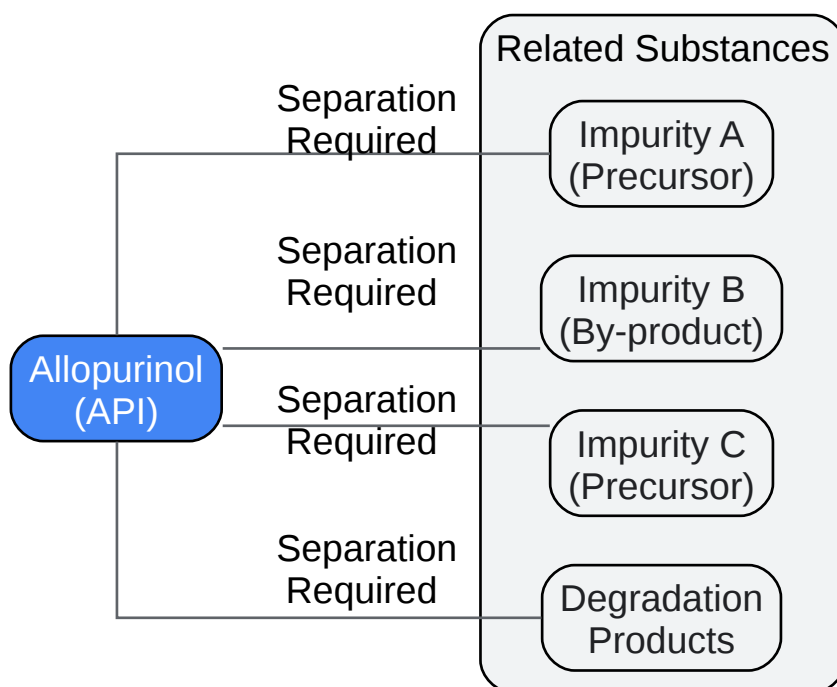 Related Substances
Separation
Required
Impurity A
(Precursor)
Separation
Required
Impurity B
(By-product)
Allopurinol
(API)
Separation
Required
Impurity C
(Precursor)
Separation
Required
Degradation
Products